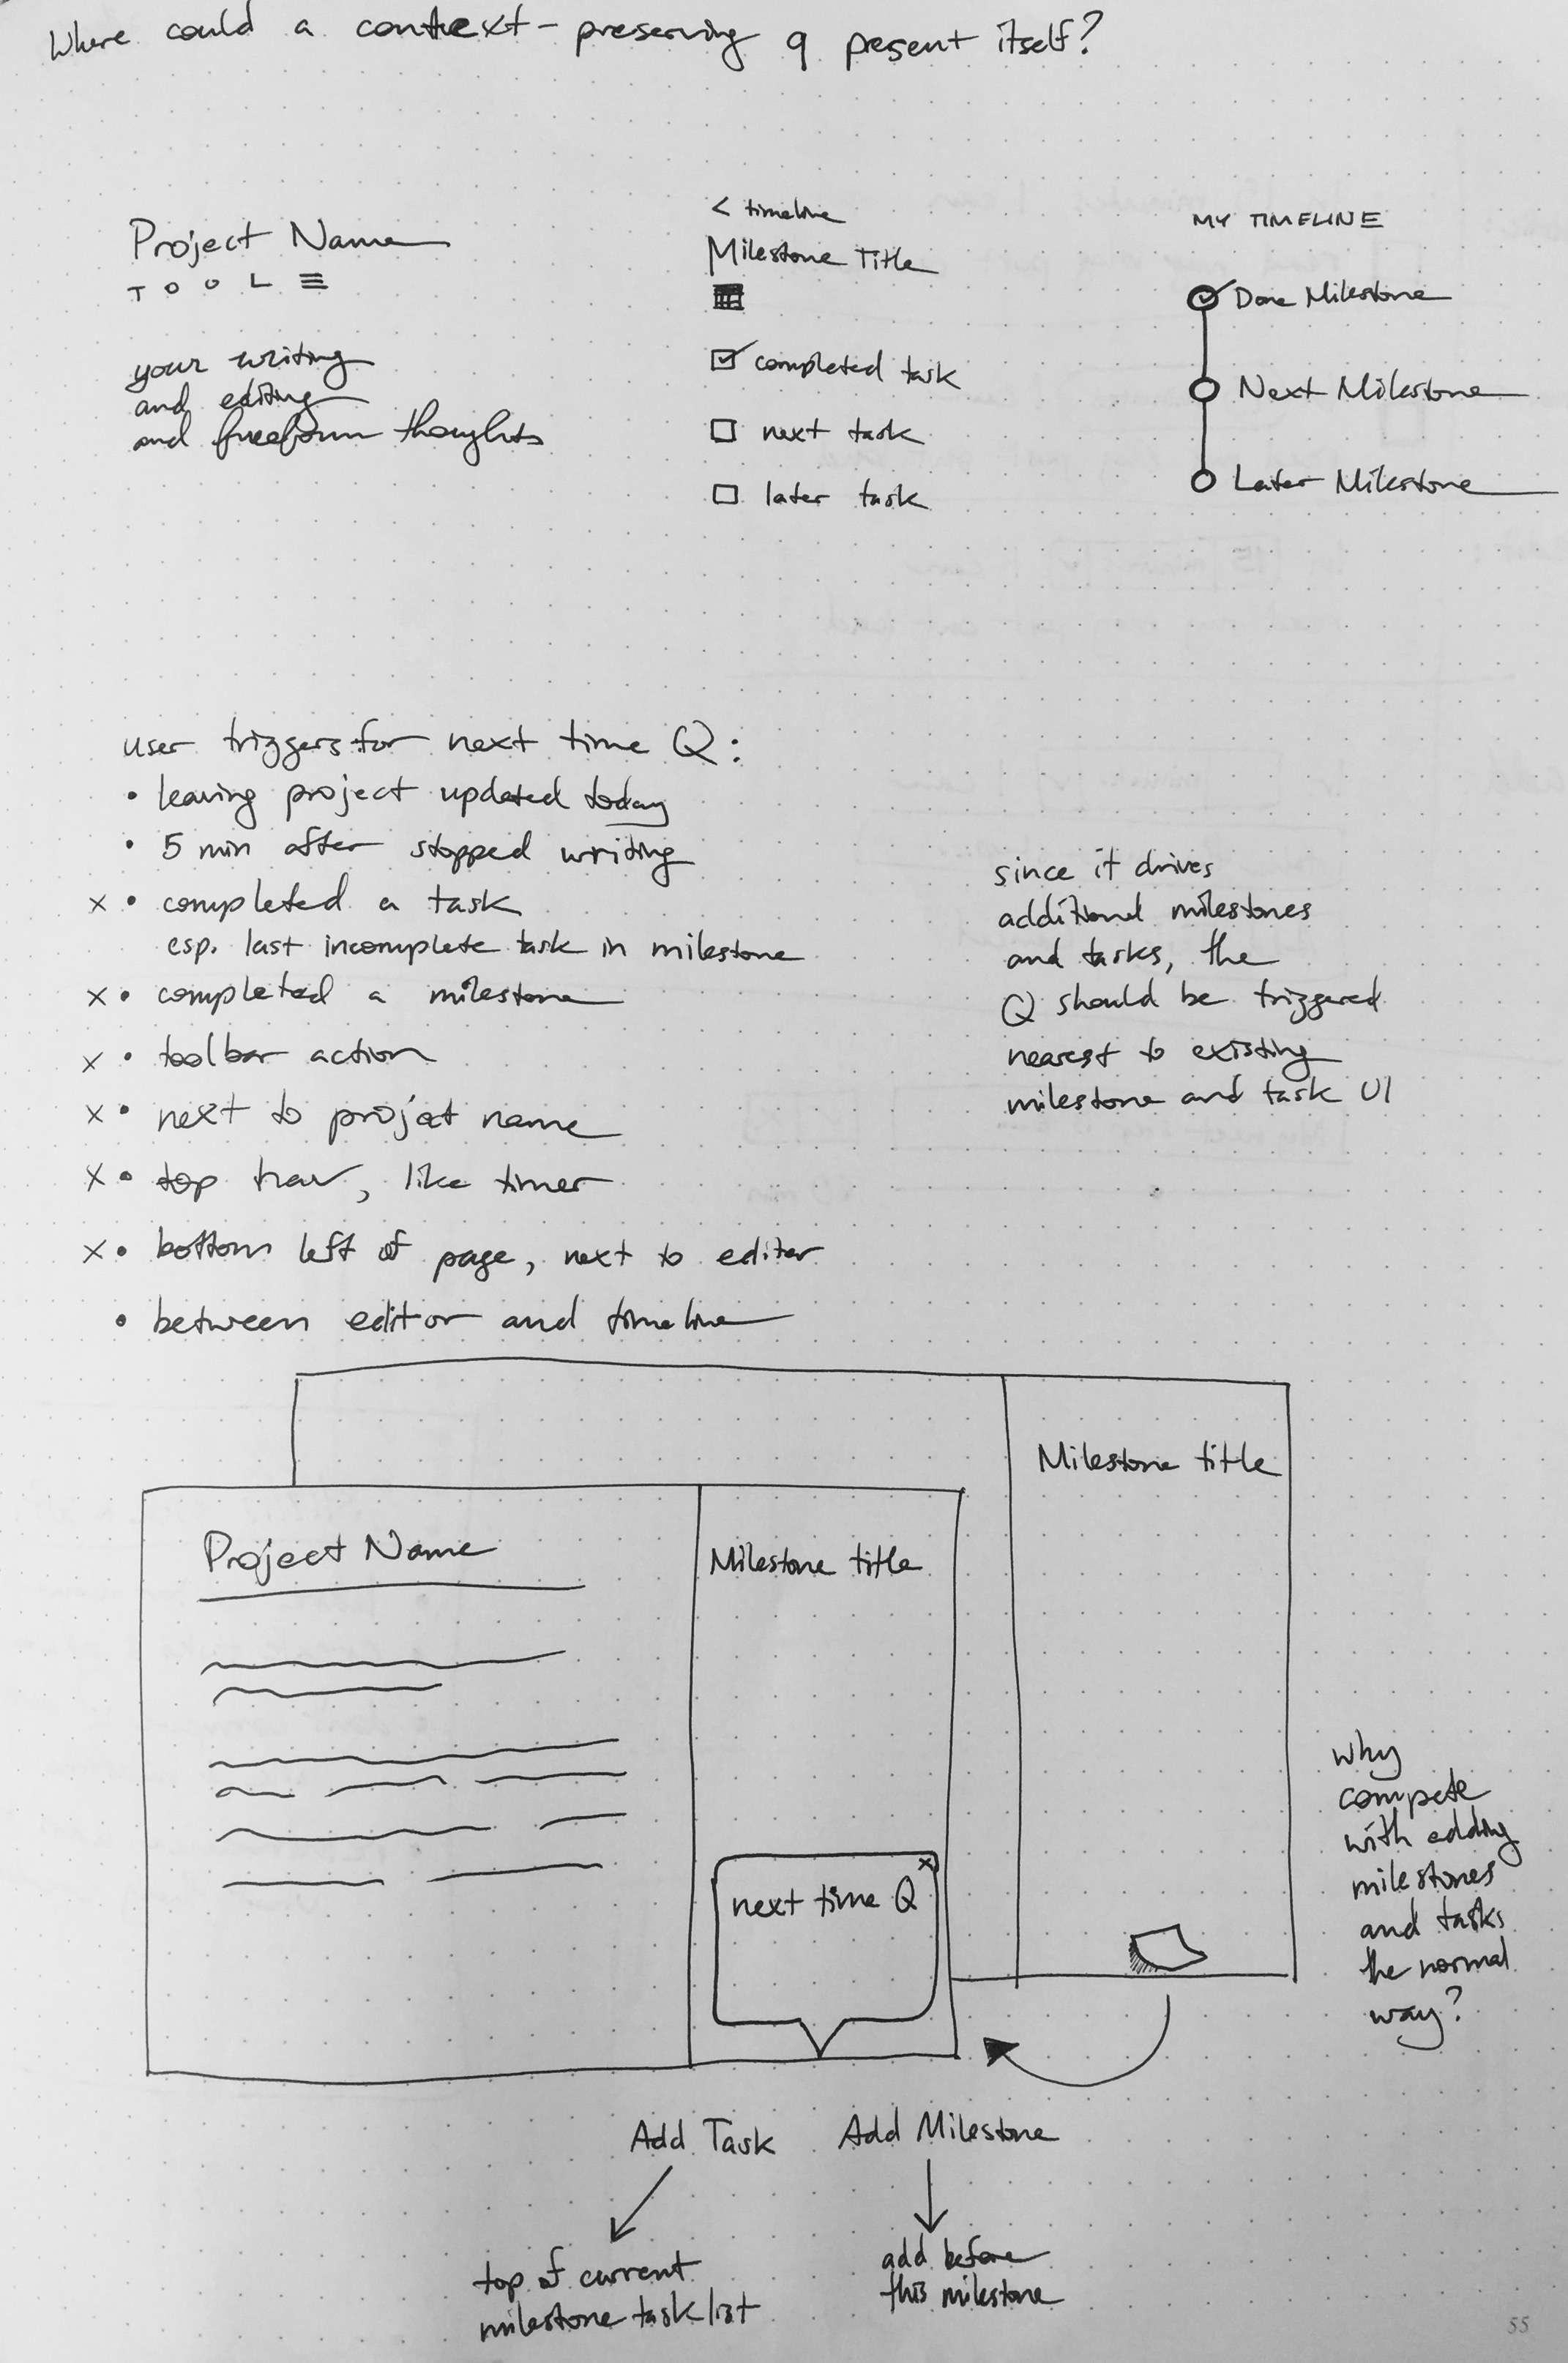 Where could a context-preserving q present itself?
Project Name
T O O L
your writing
and editing
and freeform thoughts
< timeline
Milestone Title
completed task
next task
later task
MY TIMELINE
Done Milestone
Next Milestone
Later Milestone
user triggers for next time Q:
• leaving project updated today
• 5 min after stopped writing
x • completed a task
esp. last incomplete task in milestone
x • completed a milestone
x • toolbar action
x • next to project name
x • top nav, like timer
x • bottom left of page, next to editor
• between editor and timeline
since it drives
additional milestones
and tasks, the
Q should be triggered
nearest to existing
milestone and task UI
Milestone title
Project Name
Milestone title
next time Q
x
why
compete
with adding
milestones
and tasks
the normal
way?
Add Task
Add Milestone
top of current
milestone task list
add before
this milestone
55